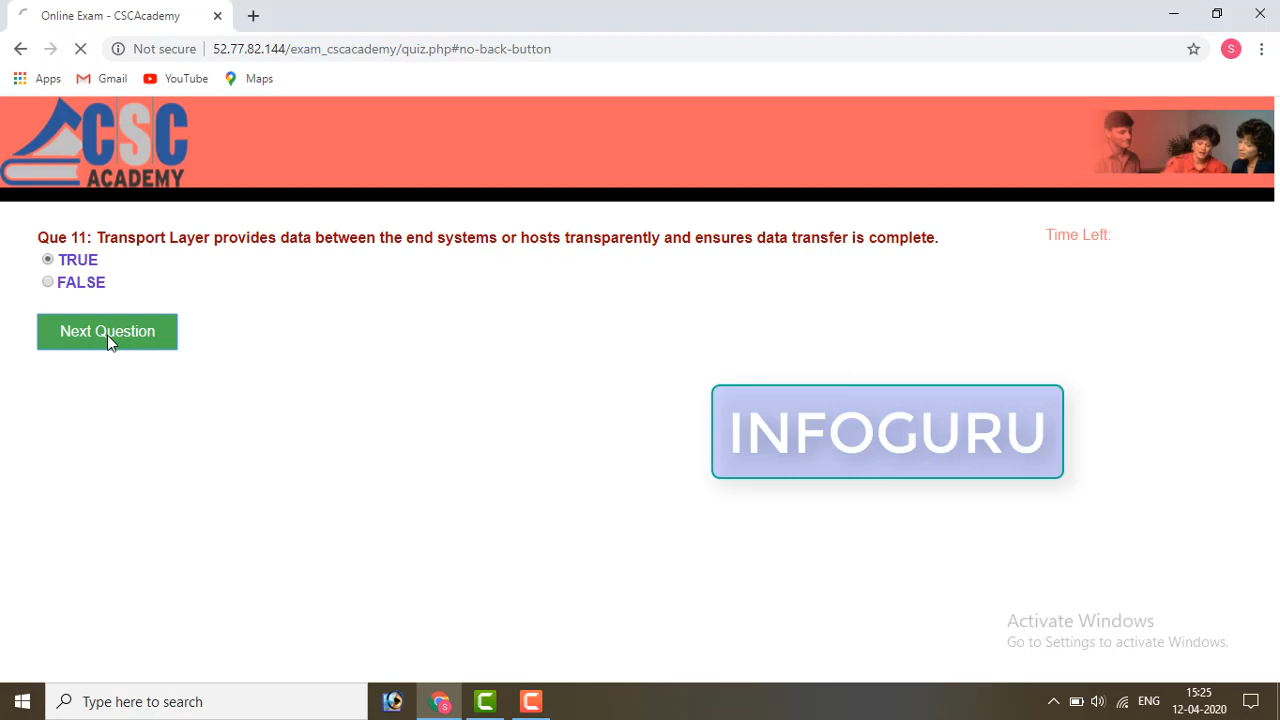 Online Exam - CSCAcademy
Not secure 52.77.82.144/exam_cscacademy/quiz.php#no-back-button
S
Apps Gmail YouTube Maps
CSC
ACADEMY
Que 11: Transport Layer provides data between the end systems or hosts transparently and ensures data transfer is complete.
Time Left:
TRUE
FALSE
Next Question
INFOGURU
Activate Windows
Go to Settings to activate Windows.
Type here to search
ENG
15:25
12-04-2020